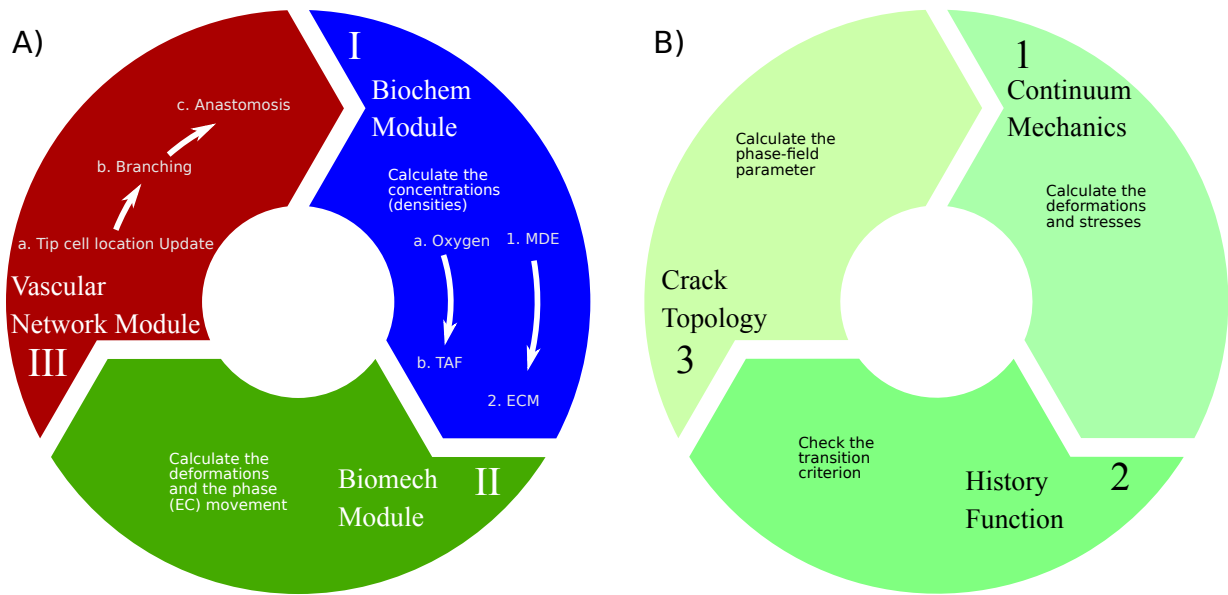 A)
I
Biochem
Module
Calculate the
concentrations
(densities)
a. Oxygen
b. TAF
1. MDE
2. ECM
II
Biomech
Module
Calculate the
deformations
and the phase
(EC) movement
III
Vascular
Network Module
a. Tip cell location Update
b. Branching
c. Anastomosis
B)
1
Continuum
Mechanics
Calculate the
deformations
and stresses
2
History
Function
Check the
transition
criterion
3
Crack
Topology
Calculate the
phase-field
parameter